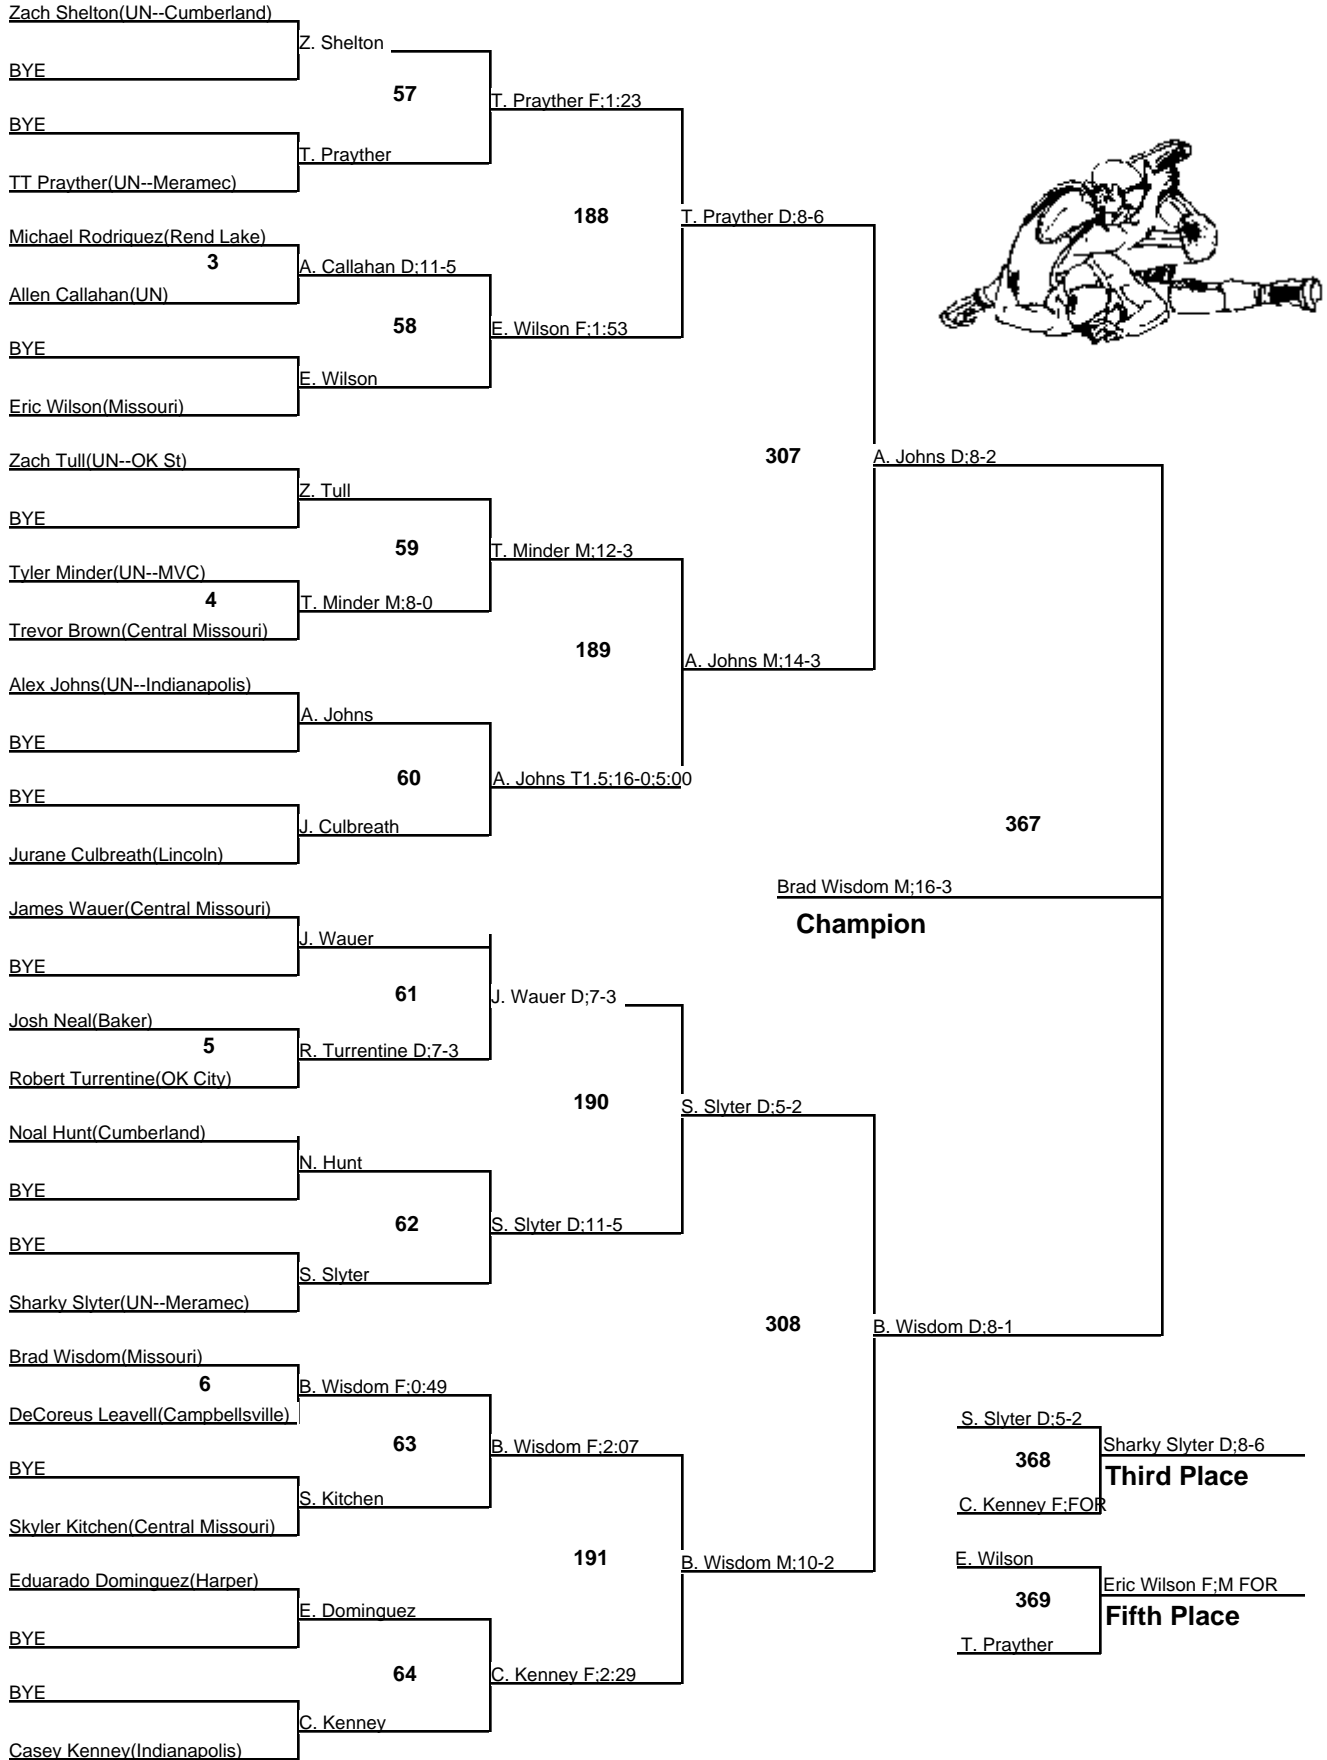 Zach Shelton(UN--Cumberland)
Z. Shelton
BYE
57
T. Prayther F;1:23
BYE
T. Prayther
TT Prayther(UN--Meramec)
188
T. Prayther D;8-6
Michael Rodriquez(Rend Lake)
3
A. Callahan D;11-5
Allen Callahan(UN)
58
E. Wilson F;1:53
BYE
E. Wilson
Eric Wilson(Missouri)
307
A. Johns D;8-2
Zach Tull(UN--OK St)
Z. Tull
BYE
59
T. Minder M;12-3
Tyler Minder(UN--MVC)
4
T. Minder M;8-0
Trevor Brown(Central Missouri)
189
A. Johns M;14-3
Alex Johns(UN--Indianapolis)
A. Johns
BYE
60
A. Johns T1.5;16-0;5:00
BYE
J. Culbreath
Jurane Culbreath(Lincoln)
367
Brad Wisdom M;16-3
Champion
James Wauer(Central Missouri)
J. Wauer
BYE
61
J. Wauer D;7-3
Josh Neal(Baker)
5
R. Turrentine D;7-3
Robert Turrentine(OK City)
190
S. Slyter D;5-2
Noal Hunt(Cumberland)
N. Hunt
BYE
62
S. Slyter D;11-5
BYE
S. Slyter
Sharky Slyter(UN--Meramec)
308
B. Wisdom D;8-1
Brad Wisdom(Missouri)
6
B. Wisdom F;0:49
DeCoreus Leavell(Campbellsville)
63
B. Wisdom F;2:07
BYE
S. Kitchen
Skyler Kitchen(Central Missouri)
191
B. Wisdom M;10-2
Eduarado Dominguez(Harper)
E. Dominguez
BYE
64
C. Kenney F;2:29
BYE
C. Kenney
Casey Kenney(Indianapolis)
S. Slyter D;5-2
368
Sharky Slyter D;8-6
Third Place
C. Kenney F;FOR
E. Wilson
369
Eric Wilson F;M FOR
Fifth Place
T. Prayther